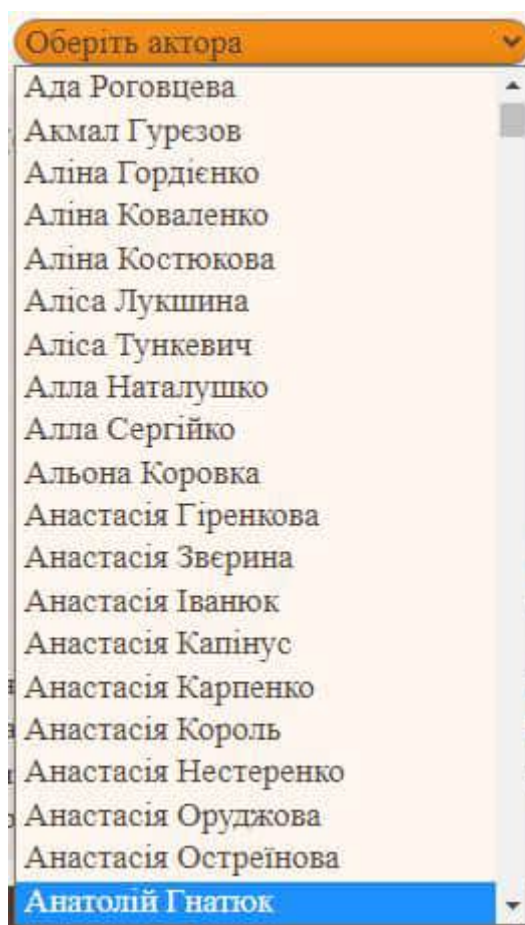 Оберіть актора
Ада Роговцева
Акмал Гурєзов
Аліна Гордієнко
Аліна Коваленко
Аліна Костюкова
Аліса Лукшина
Аліса Тункевич
Алла Наталушко
Алла Сергійко
Альона Коровка
Анастасія Гіренкова
Анастасія Звєрина
Анастасія Іванюк
Анастасія Капінус
Анастасія Карпенко
Анастасія Король
Анастасія Нестеренко
Анастасія Оруджова
Анастасія Остреїнова
Анатолій Гнатюк